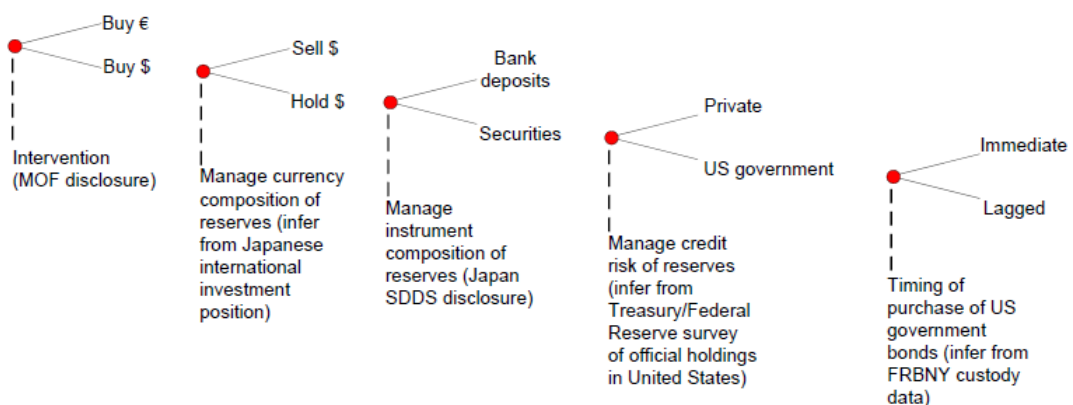 Buy €
Buy $
Intervention
(MOF disclosure)
Sell $
Hold $
Manage currency
composition of
reserves (infer
from Japanese
international
investment
position)
Bank
deposits
Securities
Manage
instrument
composition of
reserves (Japan
SDDS disclosure)
Private
US government
Manage credit
risk of reserves
(infer from
Treasury/Federal
Reserve survey
of official holdings
in United States)
Immediate
Lagged
Timing of
purchase of US
government
bonds (infer from
FRBNY custody
data)